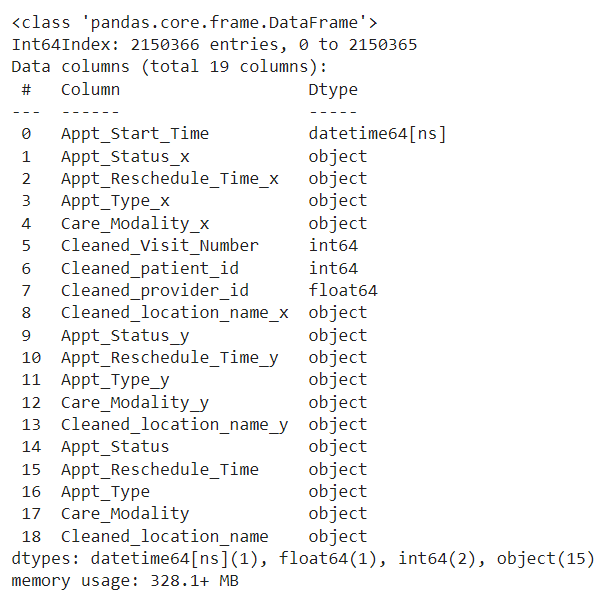 <class 'pandas.core.frame.DataFrame'>
Int64Index: 2150366 entries, 0 to 2150365
Data columns (total 19 columns):
 #   Column                   Dtype
---  ------                   -----
 0   Appt_Start_Time          datetime64[ns]
 1   Appt_Status_x            object
 2   Appt_Reschedule_Time_x   object
 3   Appt_Type_x              object
 4   Care_Modality_x          object
 5   Cleaned_Visit_Number     int64
 6   Cleaned_patient_id       int64
 7   Cleaned_provider_id      float64
 8   Cleaned_location_name_x  object
 9   Appt_Status_y            object
 10  Appt_Reschedule_Time_y   object
 11  Appt_Type_y              object
 12  Care_Modality_y          object
 13  Cleaned_location_name_y  object
 14  Appt_Status              object
 15  Appt_Reschedule_Time     object
 16  Appt_Type                object
 17  Care_Modality            object
 18  Cleaned_location_name    object
dtypes: datetime64[ns](1), float64(1), int64(2), object(15)
memory usage: 328.1+ MB